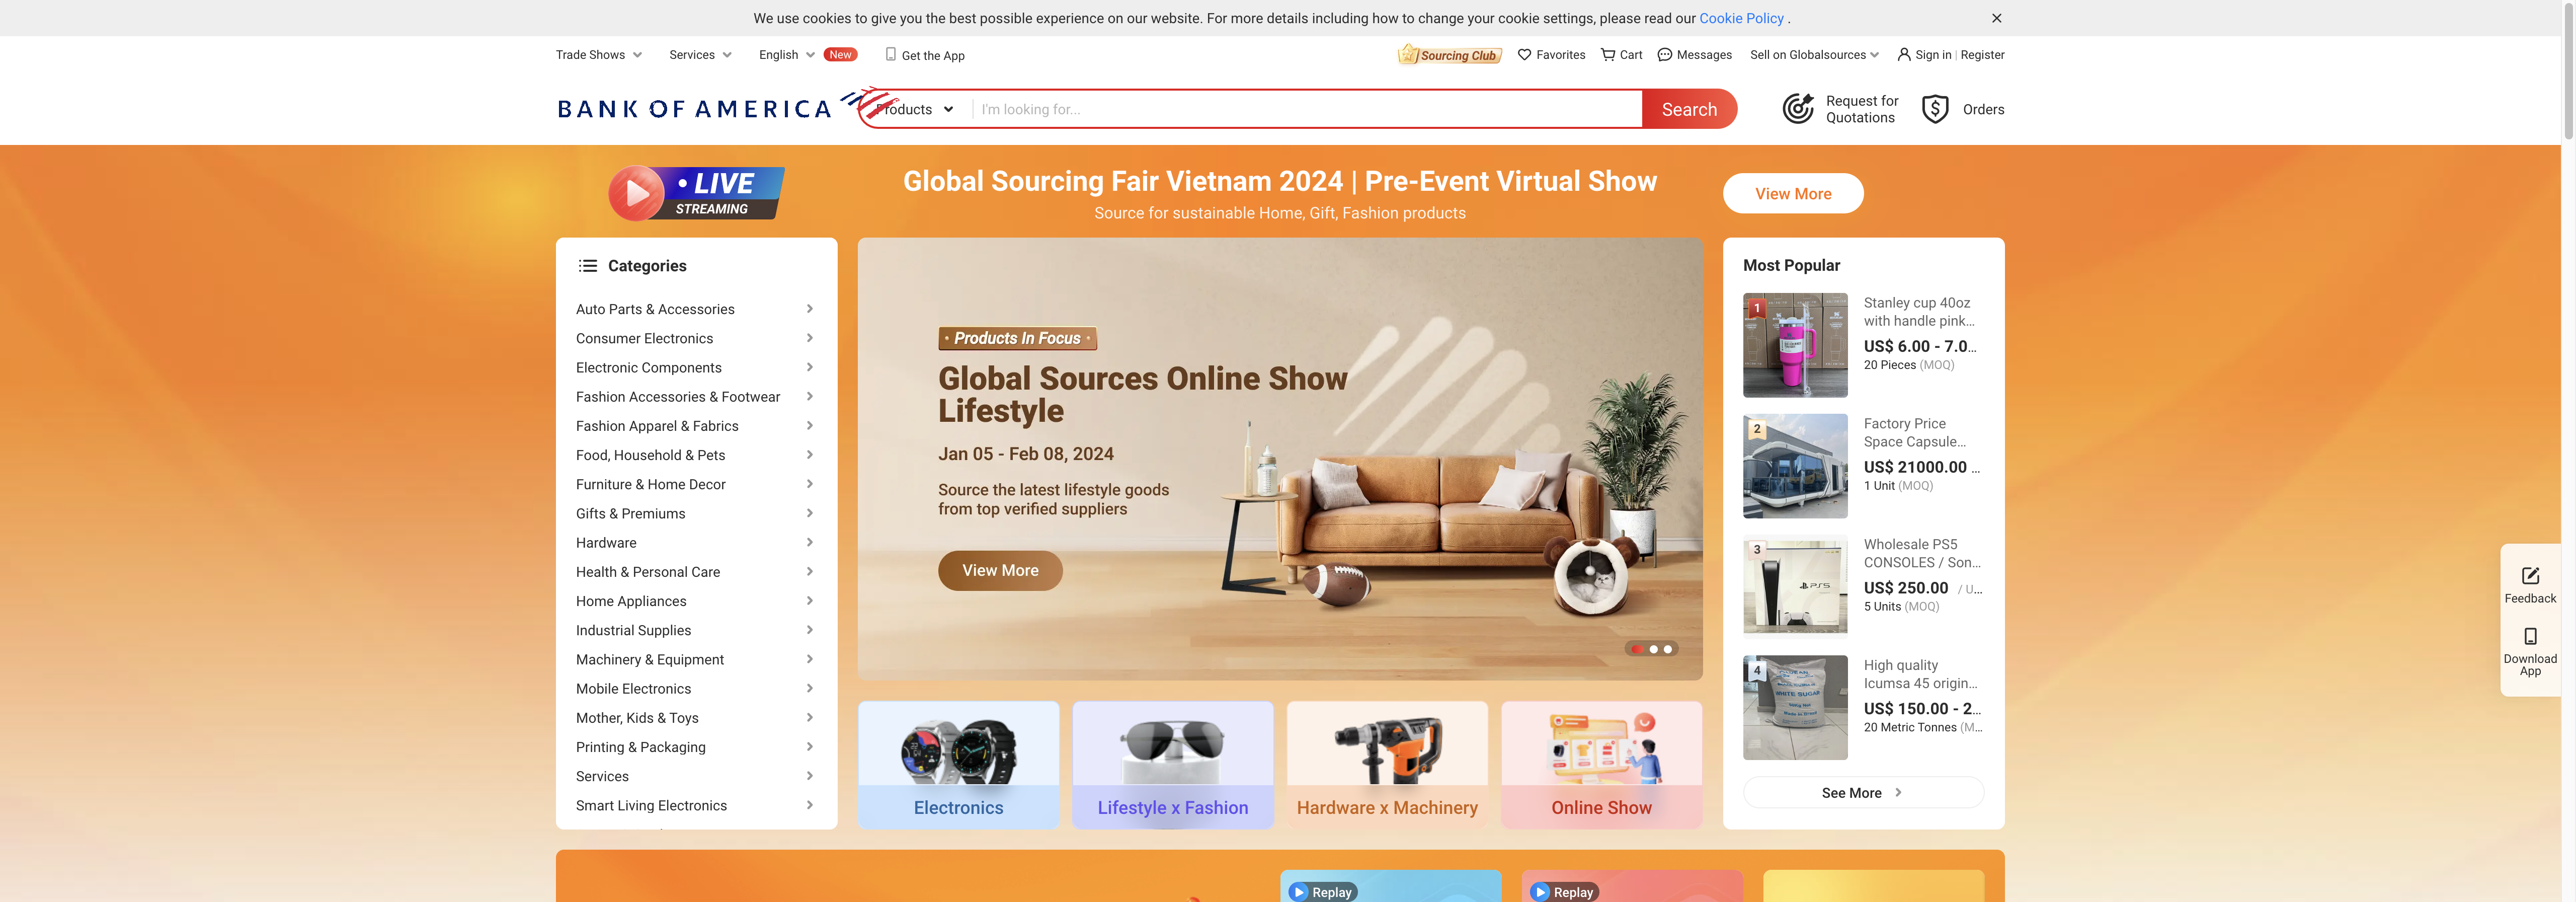 We use cookies to give you the best possible experience on our website. For more details including how to change your cookie settings, please read our Cookie Policy .
Trade Shows
Services
English
New
Get the App
Sourcing Club
Favorites
Cart
Messages
Sell on Globalsources
Sign in | Register
BANK OF AMERICA
Products
I'm looking for...
Search
Request for
Quotations
Orders
• LIVE
STREAMING
Global Sourcing Fair Vietnam 2024 | Pre-Event Virtual Show
Source for sustainable Home, Gift, Fashion products
View More
Categories
Auto Parts & Accessories
Consumer Electronics
Electronic Components
Fashion Accessories & Footwear
Fashion Apparel & Fabrics
Food, Household & Pets
Furniture & Home Decor
Gifts & Premiums
Hardware
Health & Personal Care
Home Appliances
Industrial Supplies
Machinery & Equipment
Mobile Electronics
Mother, Kids & Toys
Printing & Packaging
Services
Smart Living Electronics
• Products In Focus •
Global Sources Online Show
Lifestyle
Jan 05 - Feb 08, 2024
Source the latest lifestyle goods
from top verified suppliers
View More
Electronics
Lifestyle x Fashion
Hardware x Machinery
Online Show
Most Popular
1
Stanley cup 40oz
with handle pink...
US$ 6.00 - 7.0...
20 Pieces (MOQ)
2
Factory Price
Space Capsule...
US$ 21000.00 ...
1 Unit (MOQ)
3
PS5
Wholesale PS5
CONSOLES / Son...
US$ 250.00 / U...
5 Units (MOQ)
4
WHITE SUGAR
High quality
Icumsa 45 origin...
US$ 150.00 - 2...
20 Metric Tonnes (M...
See More
Feedback
Download
App
Replay
Replay